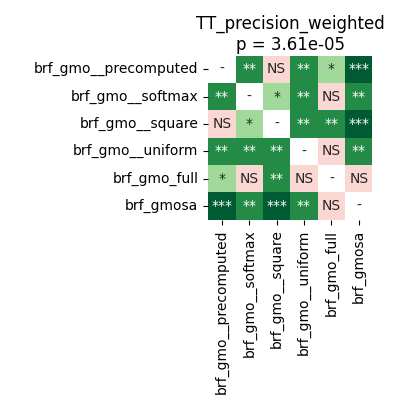 TT_precision_weighted
p = 3.61e-05
brf_gmo__precomputed - ** NS ** * ***
brf_gmo__softmax ** - * ** NS **
brf_gmo__square NS * - ** ** ***
brf_gmo__uniform ** ** ** - NS **
brf_gmo_full * NS ** NS - NS
brf_gmosa *** ** *** ** NS -
brf_gmo__precomputed
brf_gmo__softmax
brf_gmo__square
brf_gmo__uniform
brf_gmo_full
brf_gmosa